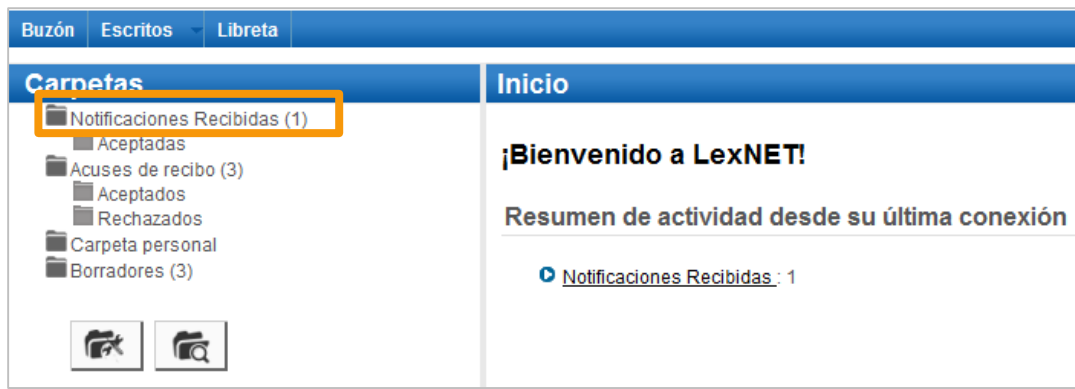 Buzón Escritos Libreta
Carpetas
Notificaciones Recibidas (1)
Aceptadas
Acuses de recibo (3)
Aceptados
Rechazados
Carpeta personal
Borradores (3)
Inicio
¡Bienvenido a LexNET!
Resumen de actividad desde su última conexión
Notificaciones Recibidas : 1